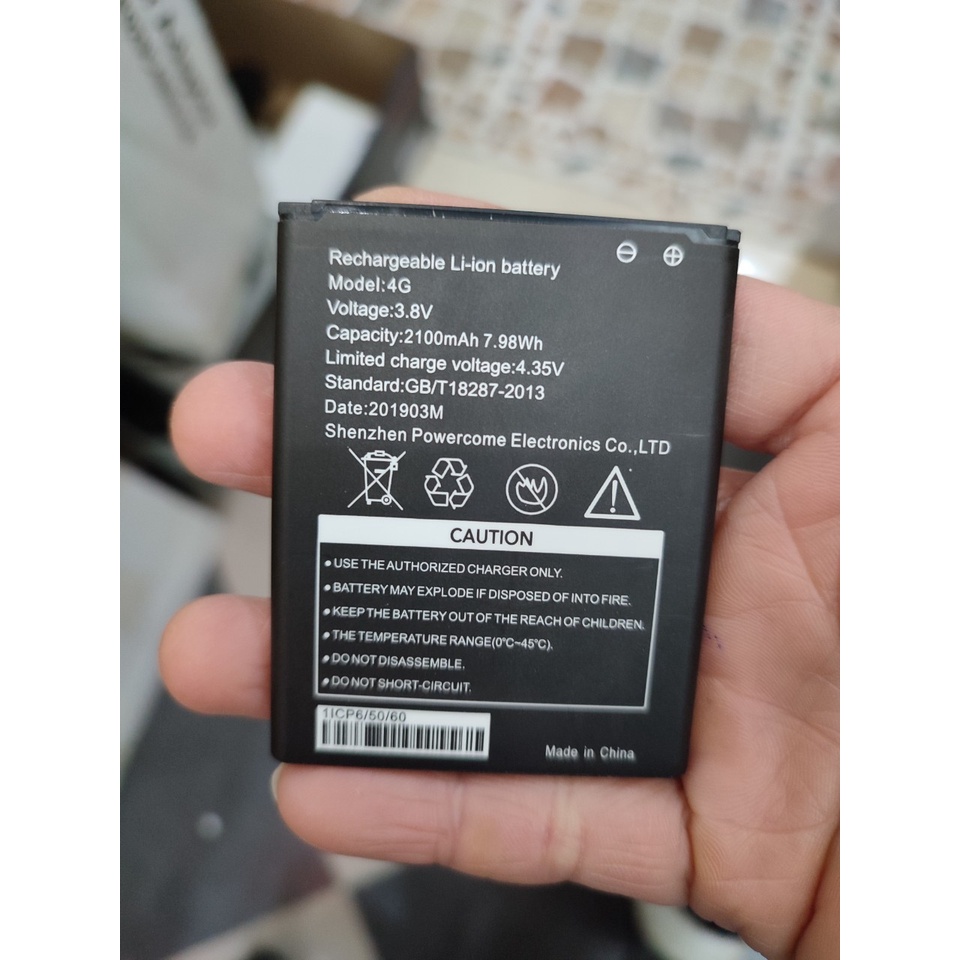 Rechargeable Li-ion battery
Model:4G
Voltage:3.8V
Capacity:2100mAh 7.98Wh
Limited charge voltage:4.35V
Standard:GB/T18287-2013
Date:201903M
Shenzhen Powercome Electronics Co.,LTD
CAUTION
• USE THE AUTHORIZED CHARGER ONLY.
• BATTERY MAY EXPLODE IF DISPOSED OF INTO FIRE.
• KEEP THE BATTERY OUT OF THE REACH OF CHILDREN.
• THE TEMPERATURE RANGE(0℃~45℃).
• DO NOT DISASSEMBLE.
• DO NOT SHORT-CIRCUIT.
1ICP6/50/60
Made in China